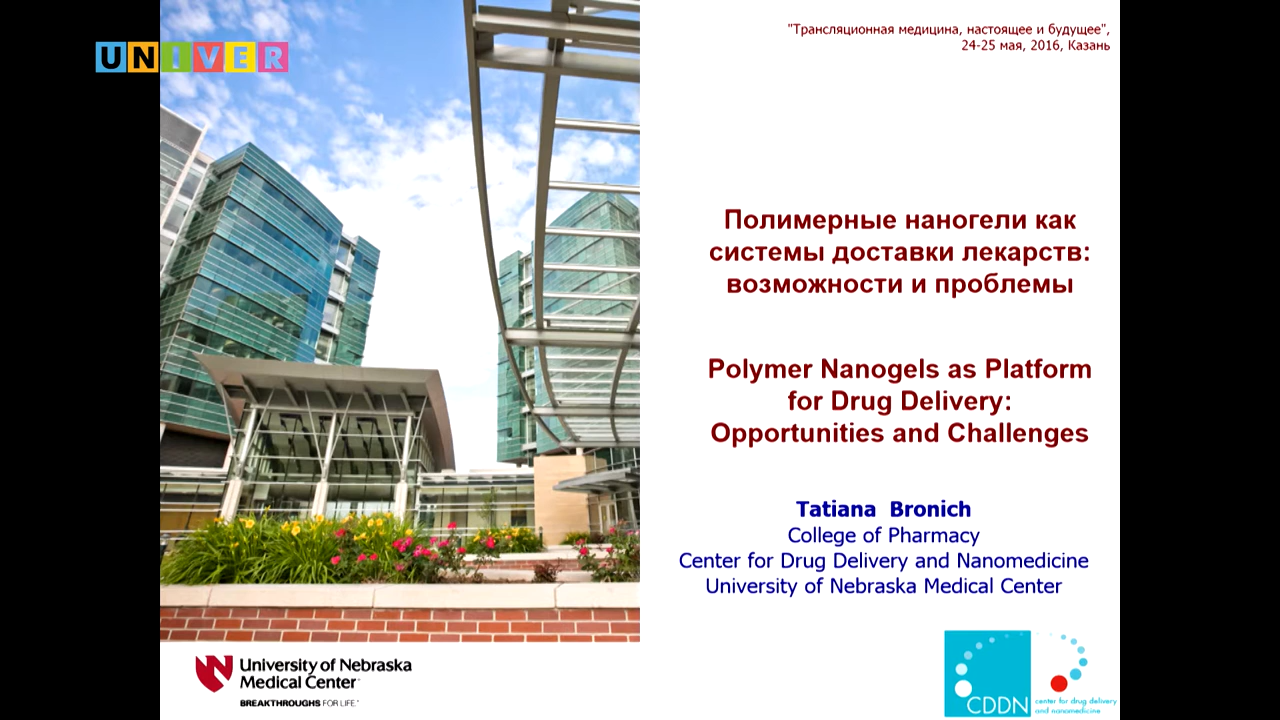 UNIVER
"Трансляционная медицина, настоящее и будущее",
24-25 мая, 2016, Казань
Полимерные наногели как
системы доставки лекарств:
возможности и проблемы
Polymer Nanogels as Platform
for Drug Delivery:
Opportunities and Challenges
Tatiana Bronich
College of Pharmacy
Center for Drug Delivery and Nanomedicine
University of Nebraska Medical Center
University of Nebraska
Medical Center
BREAKTHROUGHS FOR LIFE.
CDDN
center for drug delivery
and nanomedicine